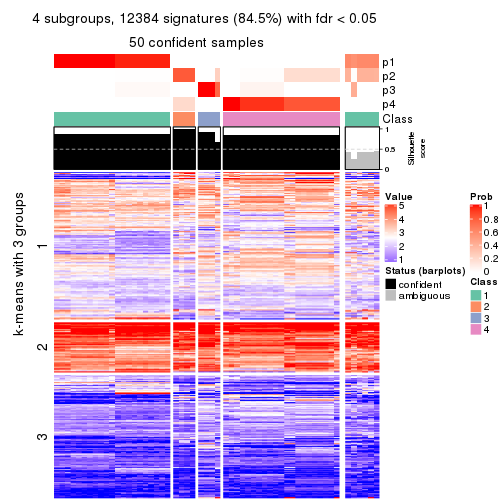 4 subgroups, 12384 signatures (84.5%) with fdr < 0.05
50 confident samples
p1
p2
p3
p4
Class
1
0.5
0
Silhouette
score
k-means with 3 groups
1
2
3
Value
5
4
3
2
1
Prob
1
0.8
0.6
0.4
0.2
0
Status (barplots)
confident
ambiguous
Class
1
2
3
4